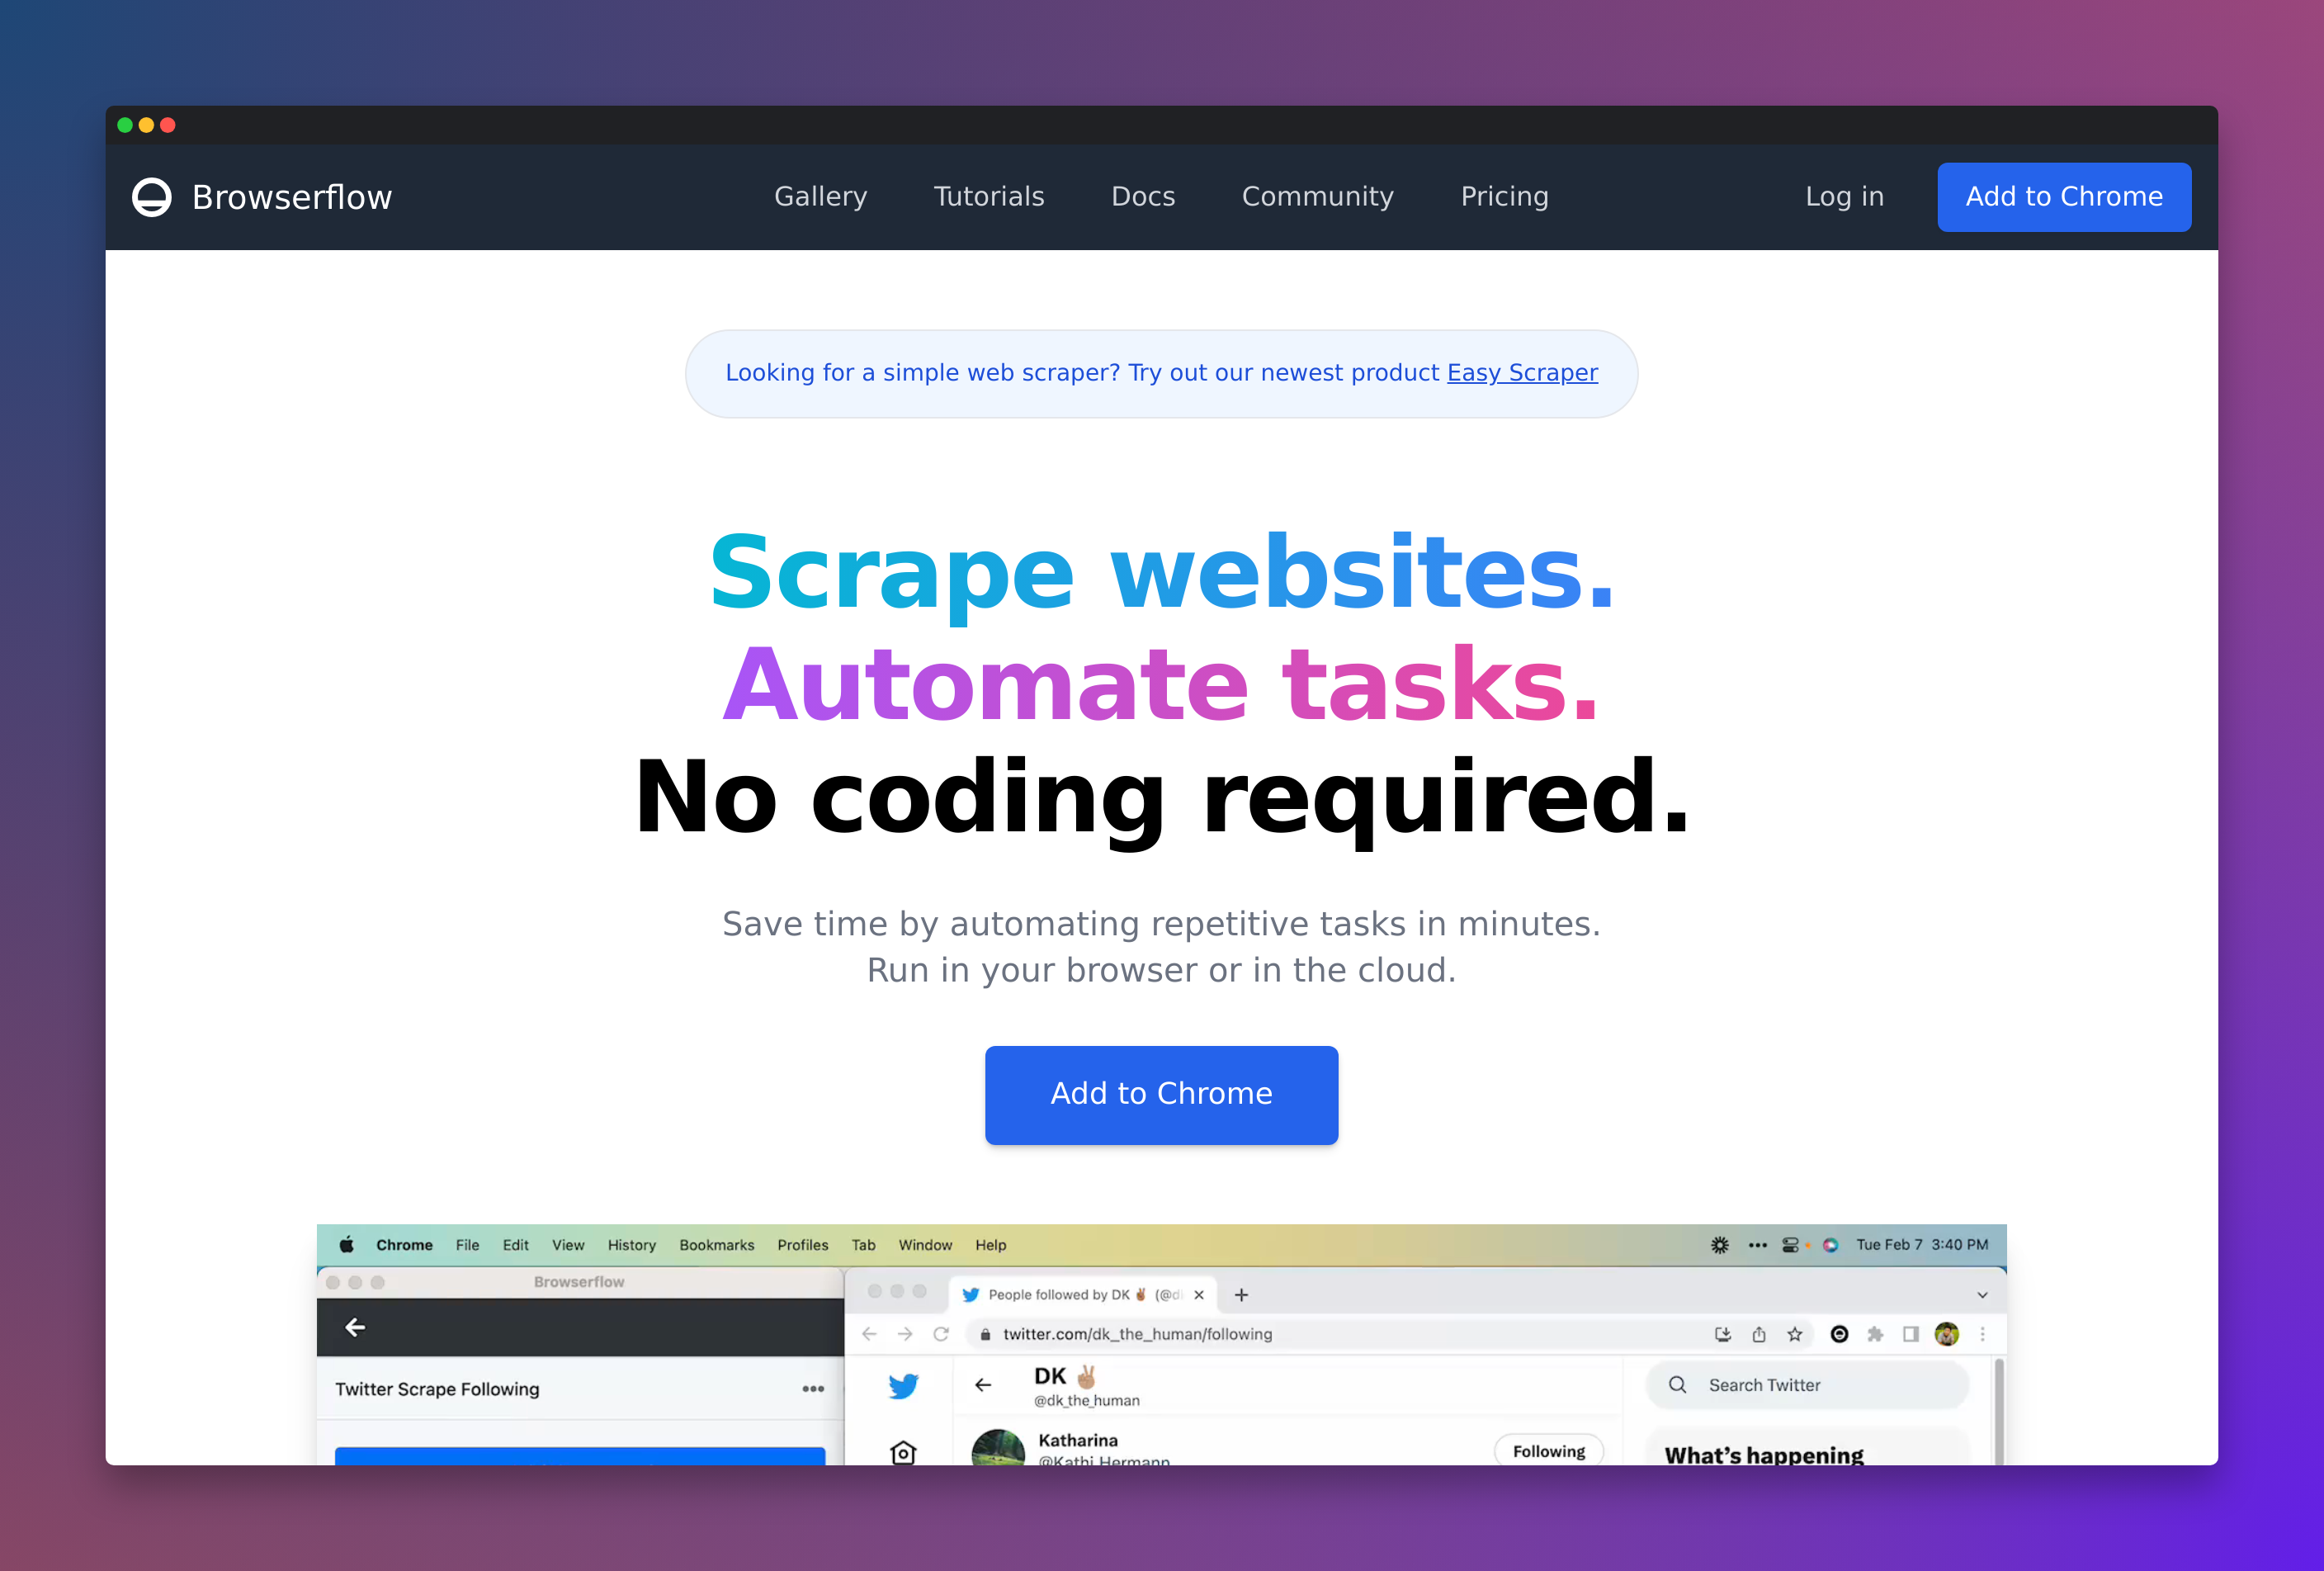 Browserflow
Gallery
Tutorials
Docs
Community
Pricing
Log in
Add to Chrome
Looking for a simple web scraper? Try out our newest product Easy Scraper
Scrape websites.
Automate tasks.
No coding required.
Save time by automating repetitive tasks in minutes.
Run in your browser or in the cloud.
Add to Chrome
Chrome File Edit View History Bookmarks Profiles Tab Window Help
Tue Feb 7 3:40 PM
Browserflow
Twitter Scrape Following
People followed by DK ✌🏽 (@d
twitter.com/dk_the_human/following
DK ✌🏽
@dk_the_human
Search Twitter
Katharina
@Kathi_Hermann
Following
What's happening